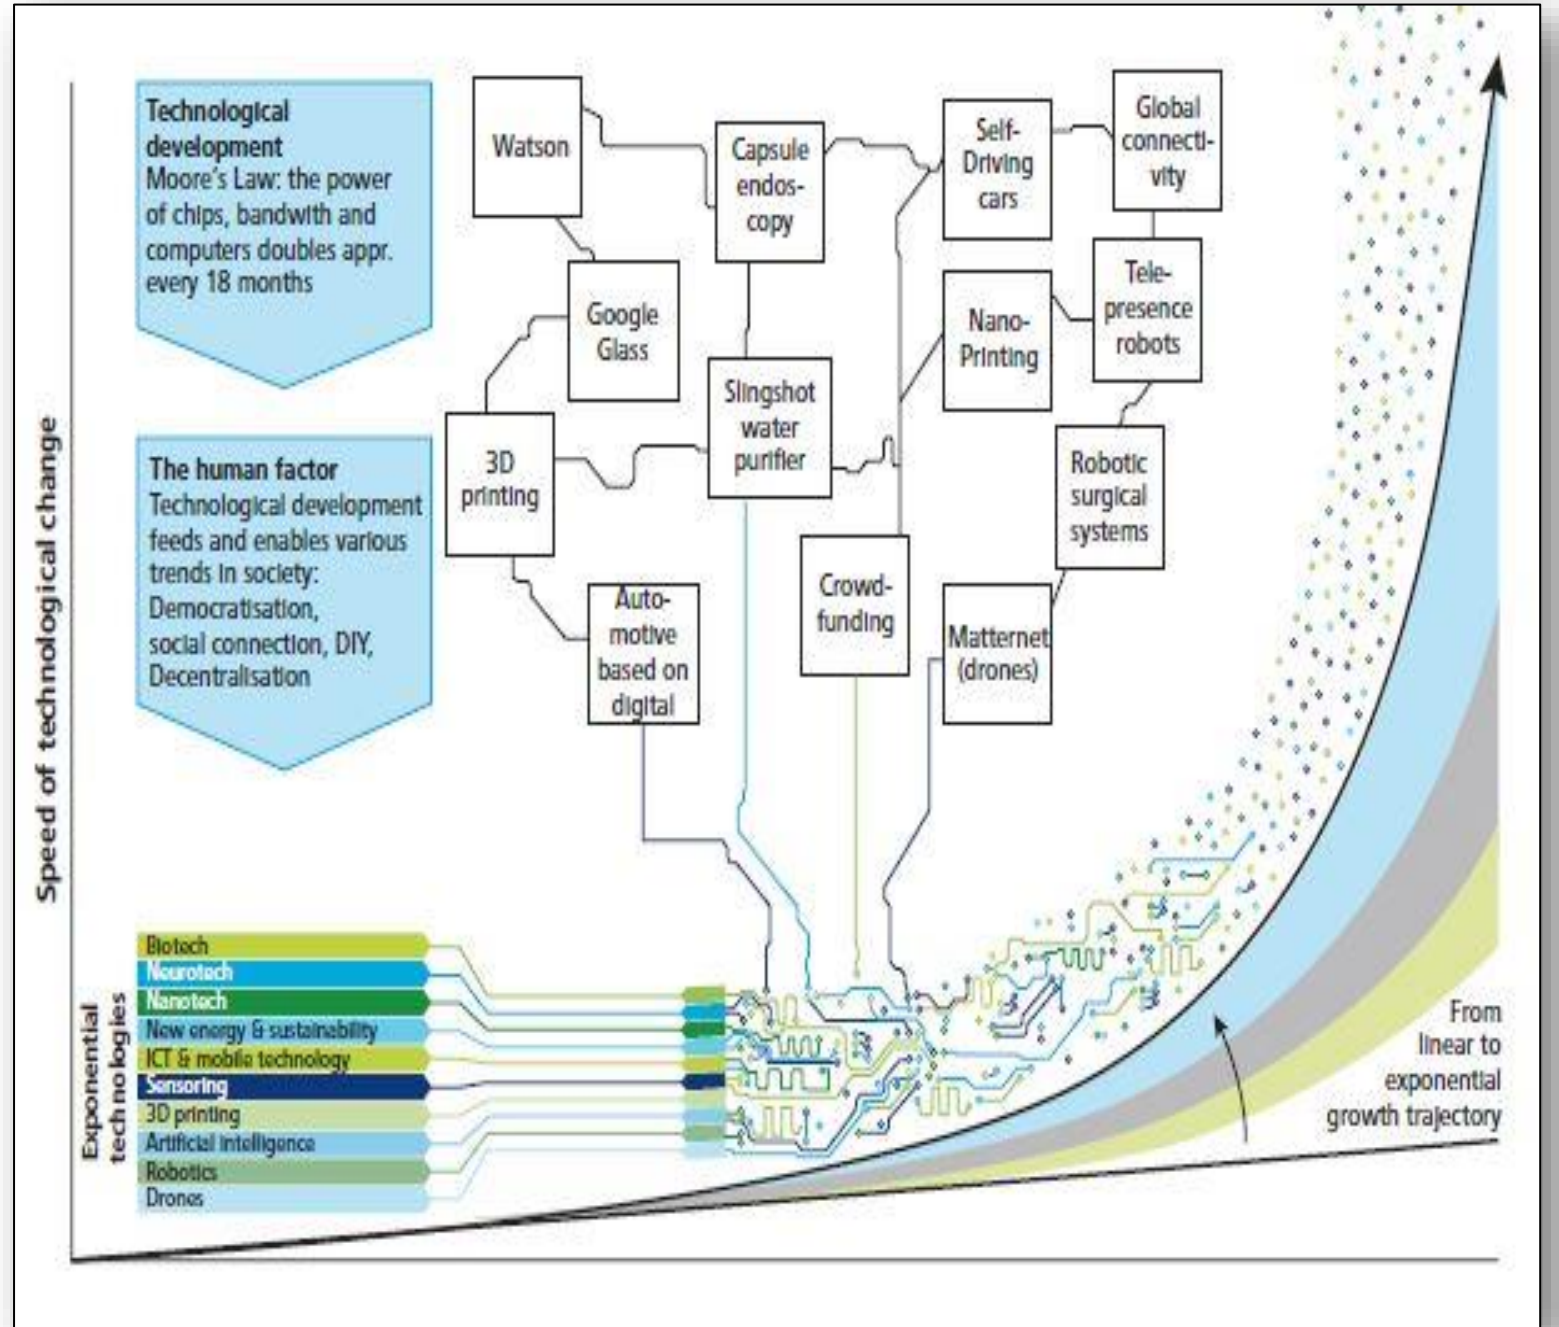 Speed of technological change
Technological
development
Moore's Law: the power
of chips, bandwith and
computers doubles appr.
every 18 months
The human factor
Technological development
feeds and enables various
trends in society:
Democratisation,
social connection, DIY,
Decentralisation
Watson
Capsule
endos-
copy
Self-
Driving
cars
Global
connecti-
vity
Google
Glass
Slingshot
water
purifier
Nano-
Printing
Tele-
presence
robots
3D
printing
Robotic
surgical
systems
Auto-
motive
based on
digital
Crowd-
funding
Matternet
(drones)
Exponential
technologies
Biotech
Neurotech
Nanotech
New energy & sustainability
ICT & mobile technology
Sensoring
3D printing
Artificial intelligence
Robotics
Drones
From
linear to
exponential
growth trajectory